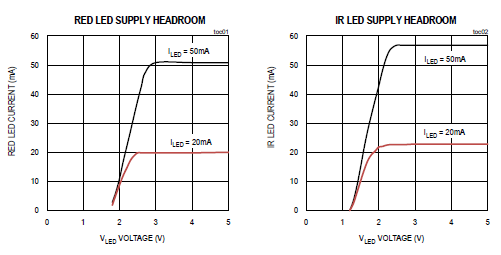 RED LED SUPPLY HEADROOM
toc01
60
50
40
30
20
10
0
RED LED CURRENT (mA)
ILED = 50mA
ILED = 20mA
0 1 2 3 4 5
VLED VOLTAGE (V)
IR LED SUPPLY HEADROOM
toc02
60
50
40
30
20
10
0
IR LED CURRENT (mA)
ILED = 50mA
ILED = 20mA
0 1 2 3 4 5
VLED VOLTAGE (V)